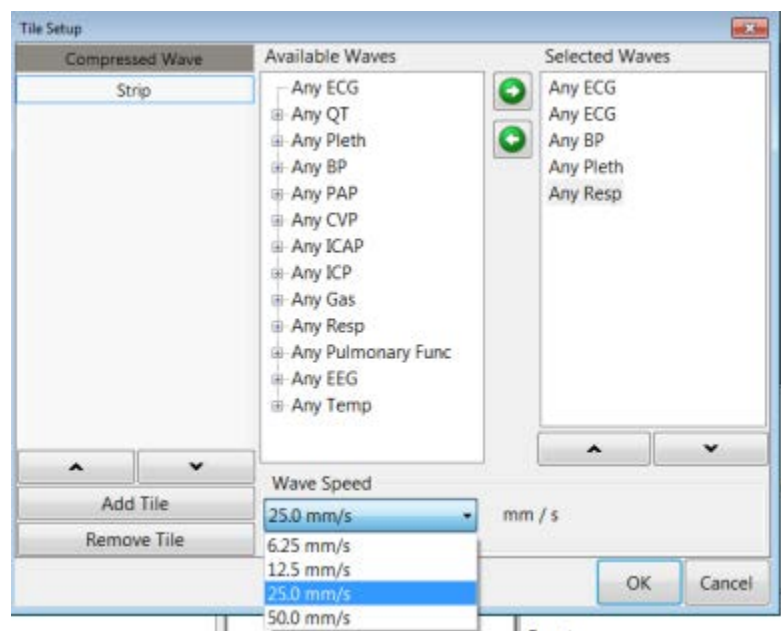 Tile Setup
Compressed Wave
Strip
Add Tile
Remove Tile
Available Waves
Any ECG
Any QT
Any Pleth
Any BP
Any PAP
Any CVP
Any ICAP
Any ICP
Any Gas
Any Resp
Any Pulmonary Func
Any EEG
Any Temp
Selected Waves
Any ECG
Any ECG
Any BP
Any Pleth
Any Resp
Wave Speed
25.0 mm/s
mm / s
6.25 mm/s
12.5 mm/s
25.0 mm/s
50.0 mm/s
OK
Cancel